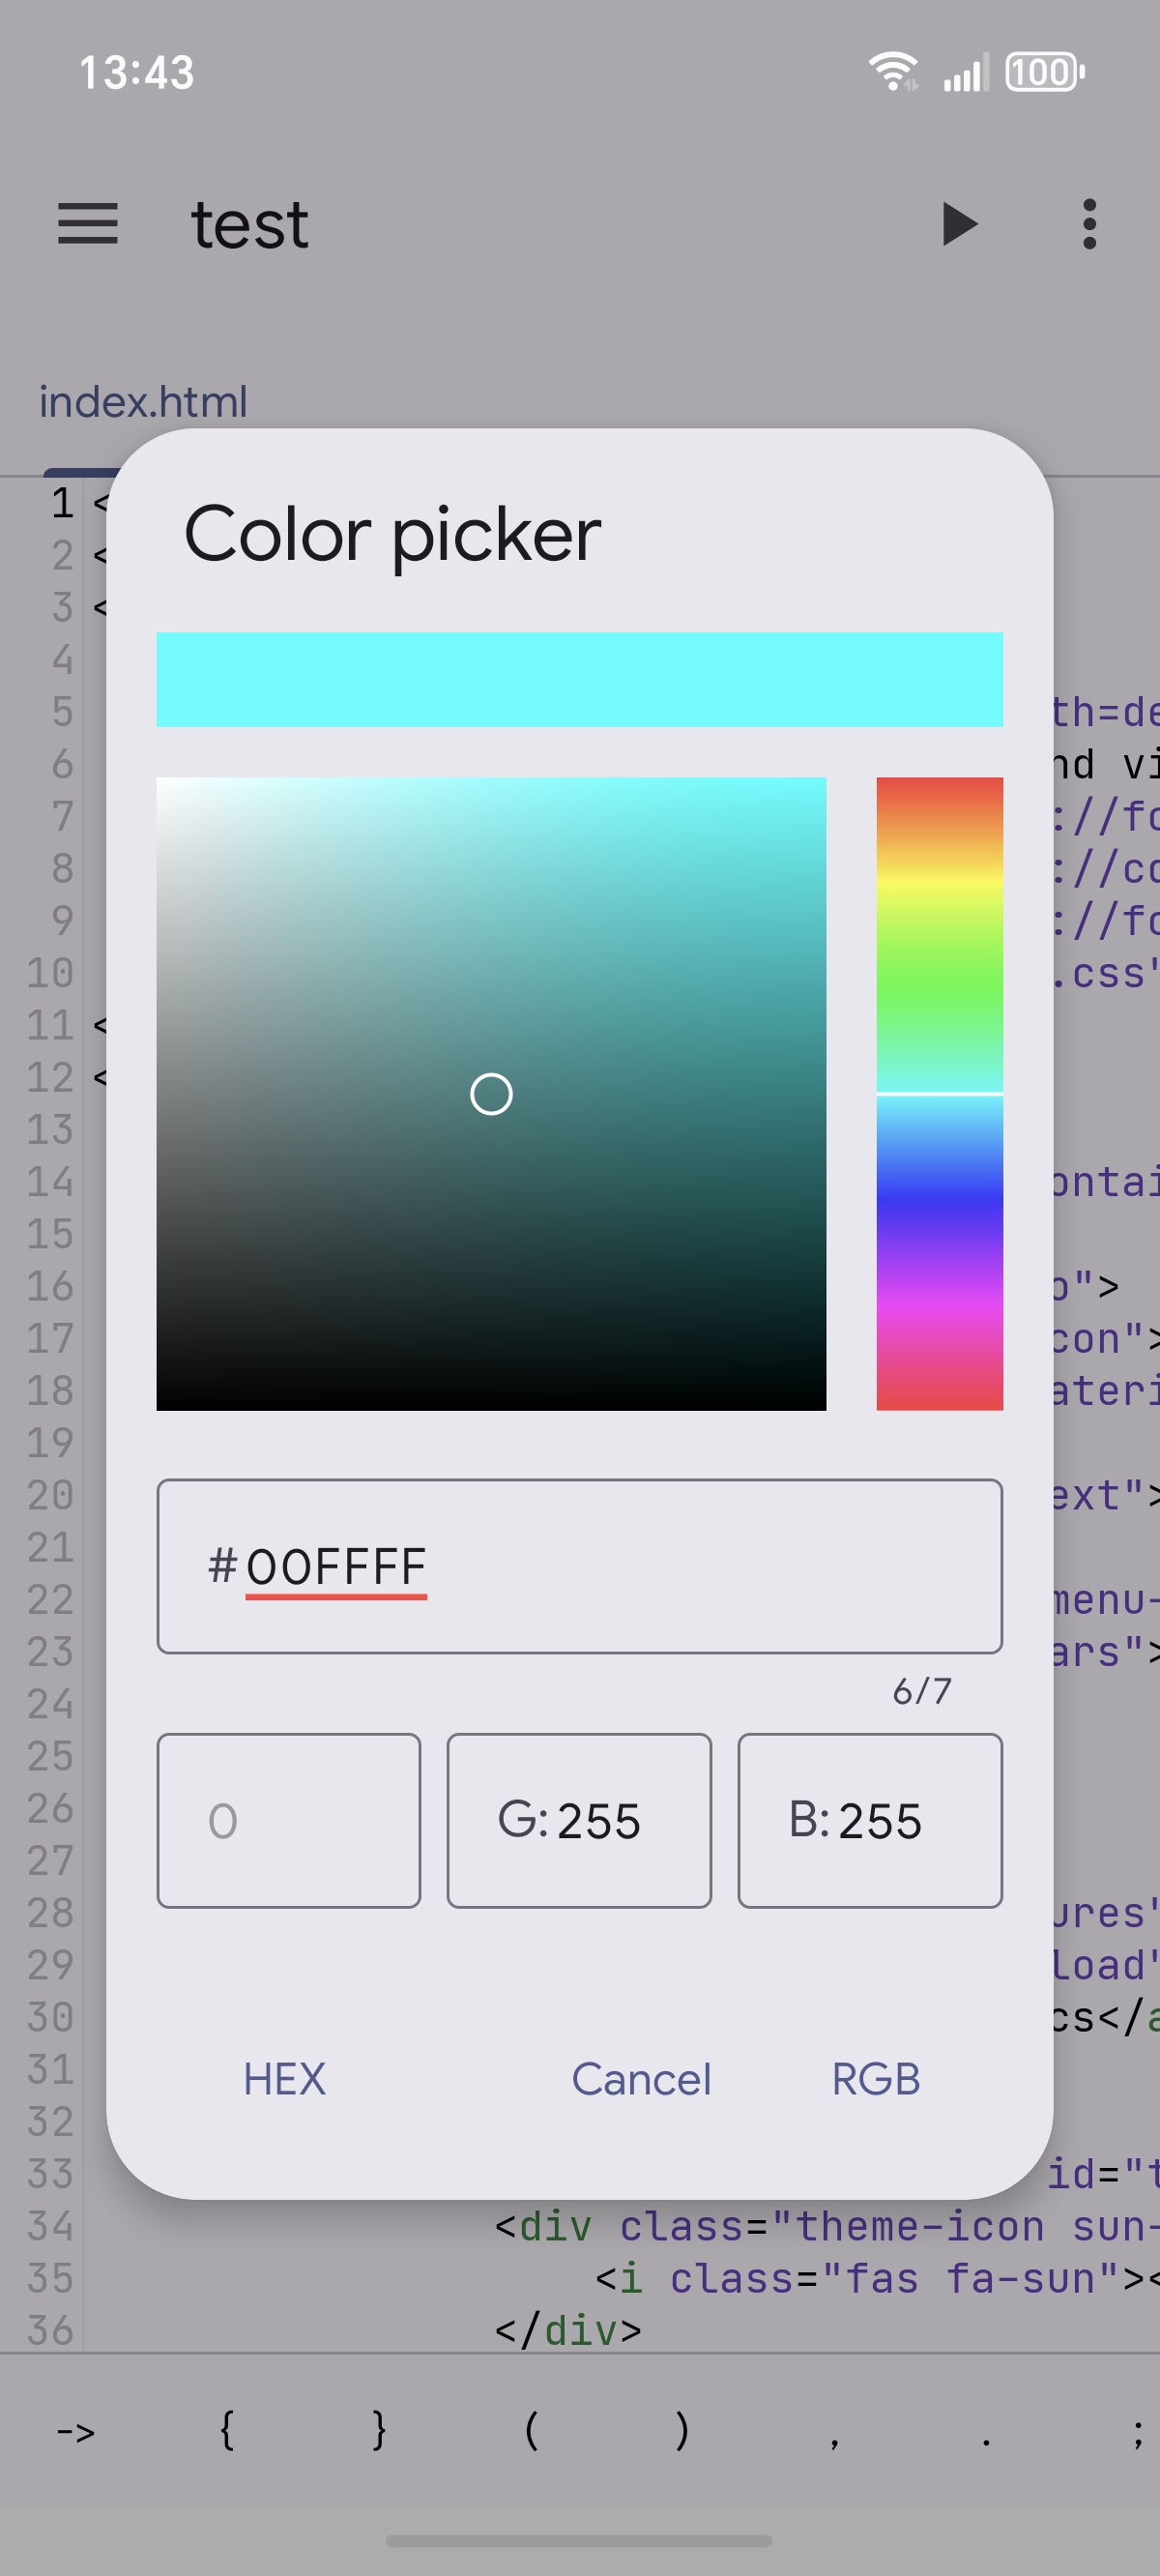 13:43 100
test
index.html
Color picker
1 <
2 <
3 <
4
5 th=de
6 nd vi
7 ://fo
8 ://co
9 ://fo
10 .css"
11 <
12 <
13
14 ontai
15
16 o">
17 con">
18 ateri
19
20 ext">
21
22 menu-
23 ars">
24
25
26
27
28 ures"
29 load"
30 cs</a
31
32
33 id="t
34 <div class="theme-icon sun-
35 <i class="fas fa-sun"><
36 </div>
#00FFFF
6/7
0 G: 255 B: 255
HEX Cancel RGB
-> { } ( ) , . ;